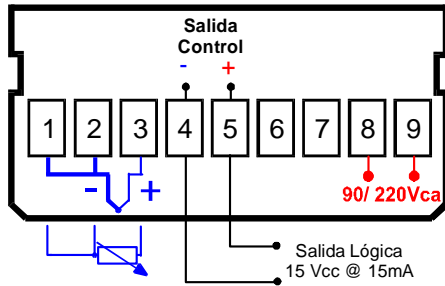 Salida
Control
- +
1 2 3 4 5 6 7 8 9
- +
90/ 220Vca
Salida Lógica
15 Vcc @ 15mA